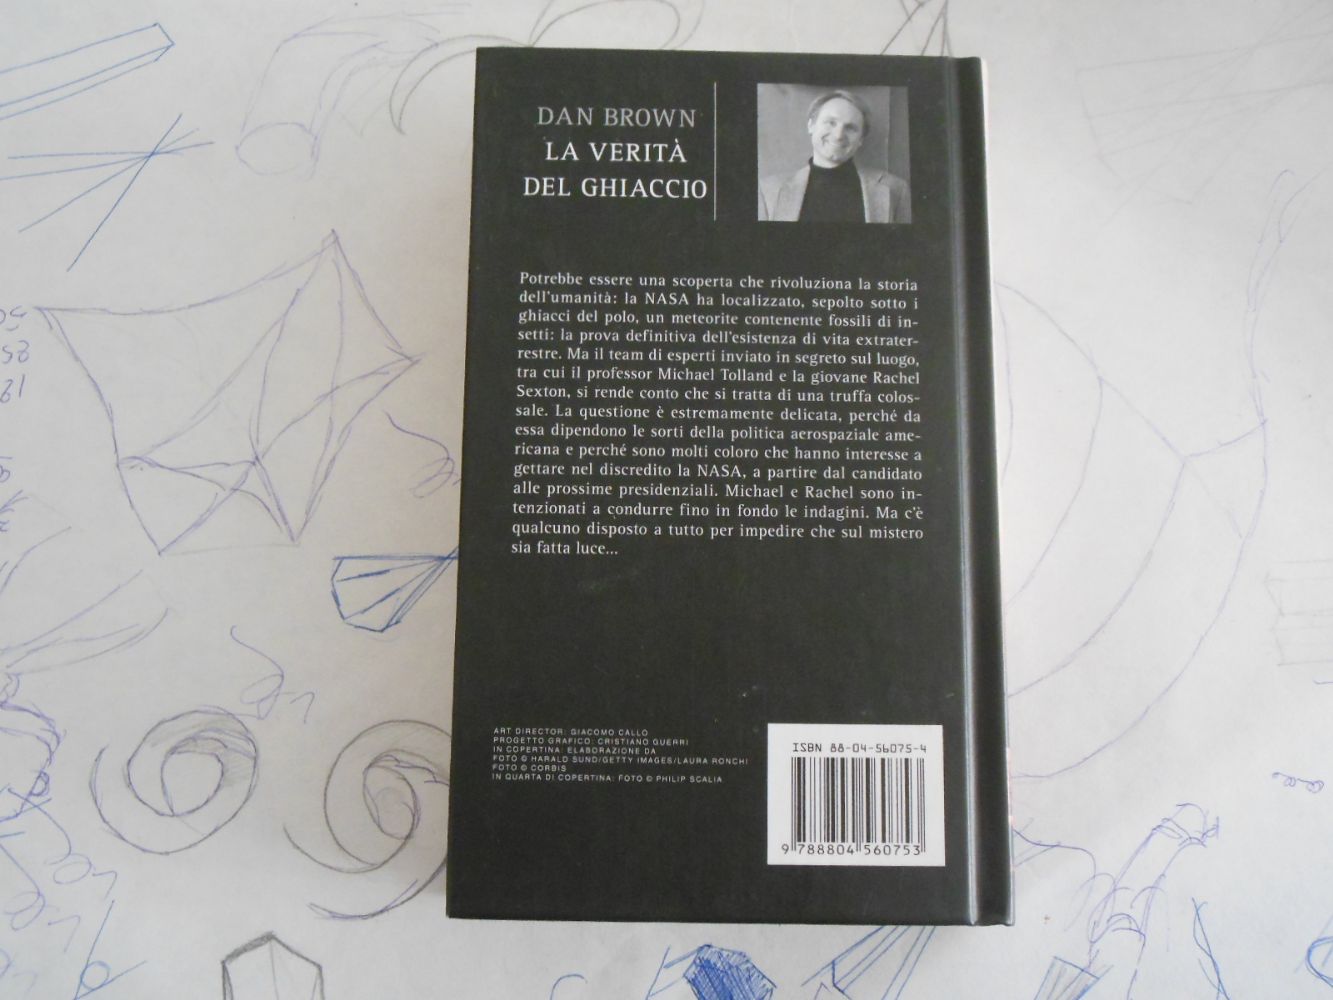 DAN BROWN
LA VERITÀ
DEL GHIACCIO
Potrebbe essere una scoperta che rivoluziona la storia
dell'umanità: la NASA ha localizzato, sepolto sotto i
ghiacci del polo, un meteorite contenente fossili di in-
setti: la prova definitiva dell'esistenza di vita extrater-
restre. Ma il team di esperti inviato in segreto sul luogo,
tra cui il professor Michael Tolland e la giovane Rachel
Sexton, si rende conto che si tratta di una truffa colos-
sale. La questione è estremamente delicata, perché da
essa dipendono le sorti della politica aerospaziale ame-
ricana e perché sono molti coloro che hanno interesse a
gettare nel discredito la NASA, a partire dal candidato
alle prossime presidenziali. Michael e Rachel sono in-
tenzionati a condurre fino in fondo le indagini. Ma c'è
qualcuno disposto a tutto per impedire che sul mistero
sia fatta luce...
ART DIRECTOR: GIACOMO CALLO
PROGETTO GRAFICO: CRISTIANO GUERRI
IN COPERTINA: ELABORAZIONE DA
FOTO © HARALD SUND/GETTY IMAGES/LAURA RONCHI
FOTO © CORBIS
IN QUARTA DI COPERTINA: FOTO © PHILIP SCALIA
ISBN 88-04-56075-4
9 788804 560753